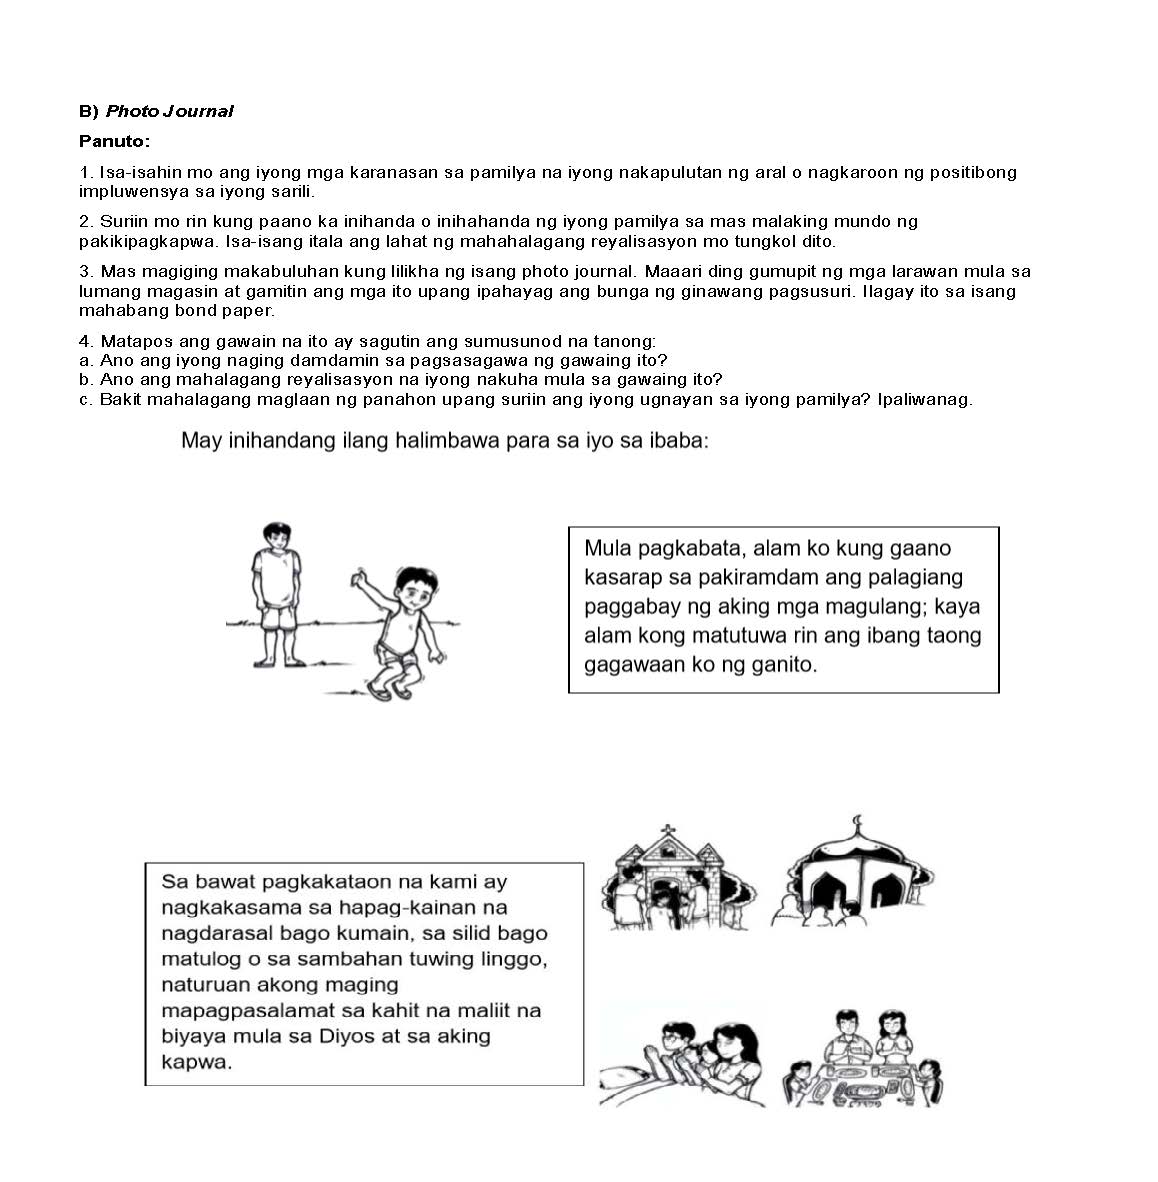 B) Photo Journal
Panuto:
1. Isa-isahin mo ang iyong mga karanasan sa pamilya na iyong nakapulutan ng aral o nagkaroon ng positibong
impluwensya sa iyong sarili.
2. Suriin mo rin kung paano ka inihanda o inihahanda ng iyong pamilya sa mas malaking mundo ng
pakikipagkapwa. Isa-isang itala ang lahat ng mahahalagang reyalisasyon mo tungkol dito.
3. Mas magiging makabuluhan kung lilikha ng isang photo journal. Maaari ding gumupit ng mga larawan mula sa
lumang magasin at gamitin ang mga ito upang ipahayag ang bunga ng ginawang pagsusuri. Ilagay ito sa isang
mahabang bond paper.
4. Matapos ang gawain na ito ay sagutin ang sumusunod na tanong:
a. Ano ang iyong naging damdamin sa pagsasagawa ng gawaing ito?
b. Ano ang mahalagang reyalisasyon na iyong nakuha mula sa gawaing ito?
c. Bakit mahalagang maglaan ng panahon upang suriin ang iyong ugnayan sa iyong pamilya? Ipaliwanag.
May inihandang ilang halimbawa para sa iyo sa ibaba:
Mula pagkabata, alam ko kung gaano
kasarap sa pakiramdam ang palagiang
paggabay ng aking mga magulang; kaya
alam kong matutuwa rin ang ibang taong
gagawaan ko ng ganito.
Sa bawat pagkakataon na kami ay
nagkakasama sa hapag-kainan na
nagdarasal bago kumain, sa silid bago
matulog o sa sambahan tuwing linggo,
naturuan akong maging
mapagpasalamat sa kahit na maliit na
biyaya mula sa Diyos at sa aking
kapwa.